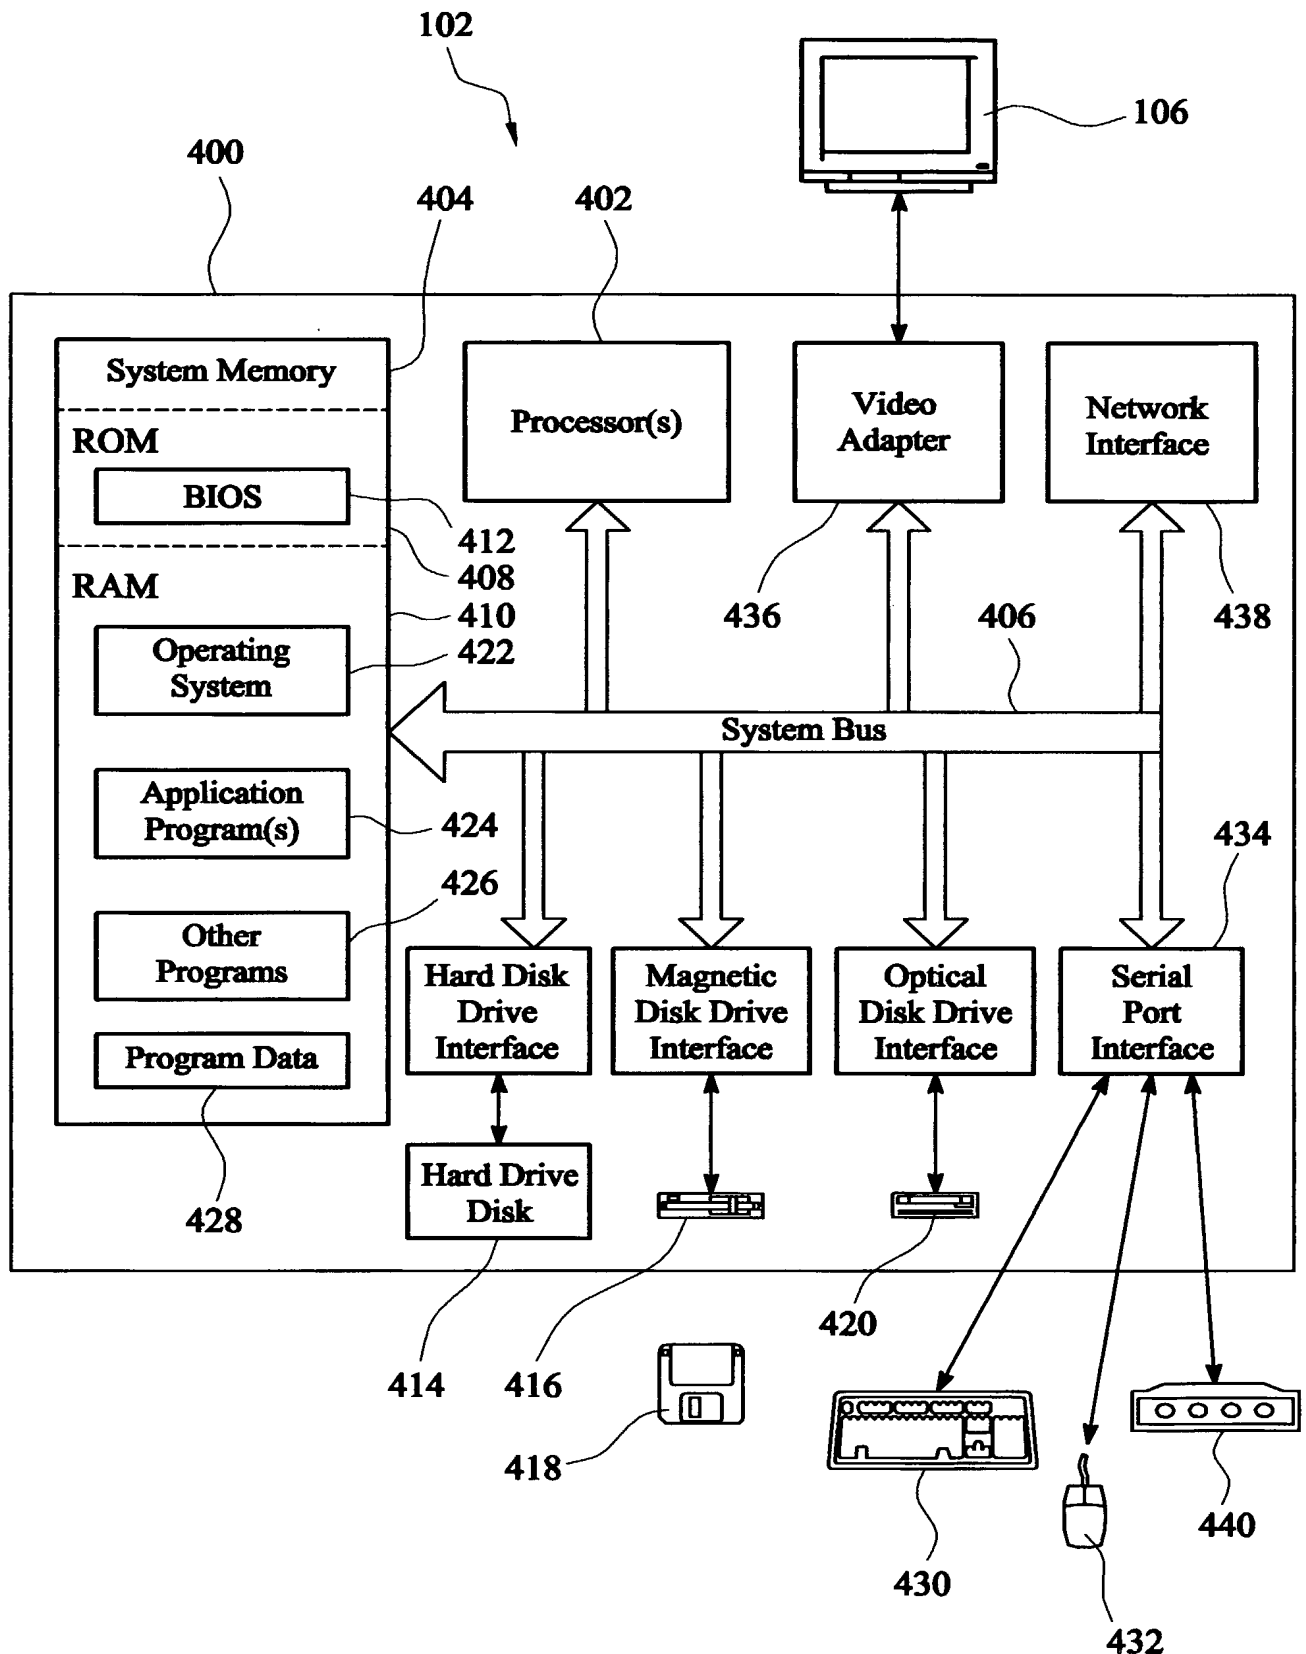 102
106
400
404
402
System Memory
ROM
BIOS
412
408
RAM
410
Operating
System
422
Application
Program(s)
424
Other
Programs
426
Program Data
428
Processor(s)
Video
Adapter
436
Network
Interface
438
406
System Bus
434
Hard Disk
Drive
Interface
Magnetic
Disk Drive
Interface
Optical
Disk Drive
Interface
Serial
Port
Interface
Hard Drive
Disk
414
416
420
418
430
432
440